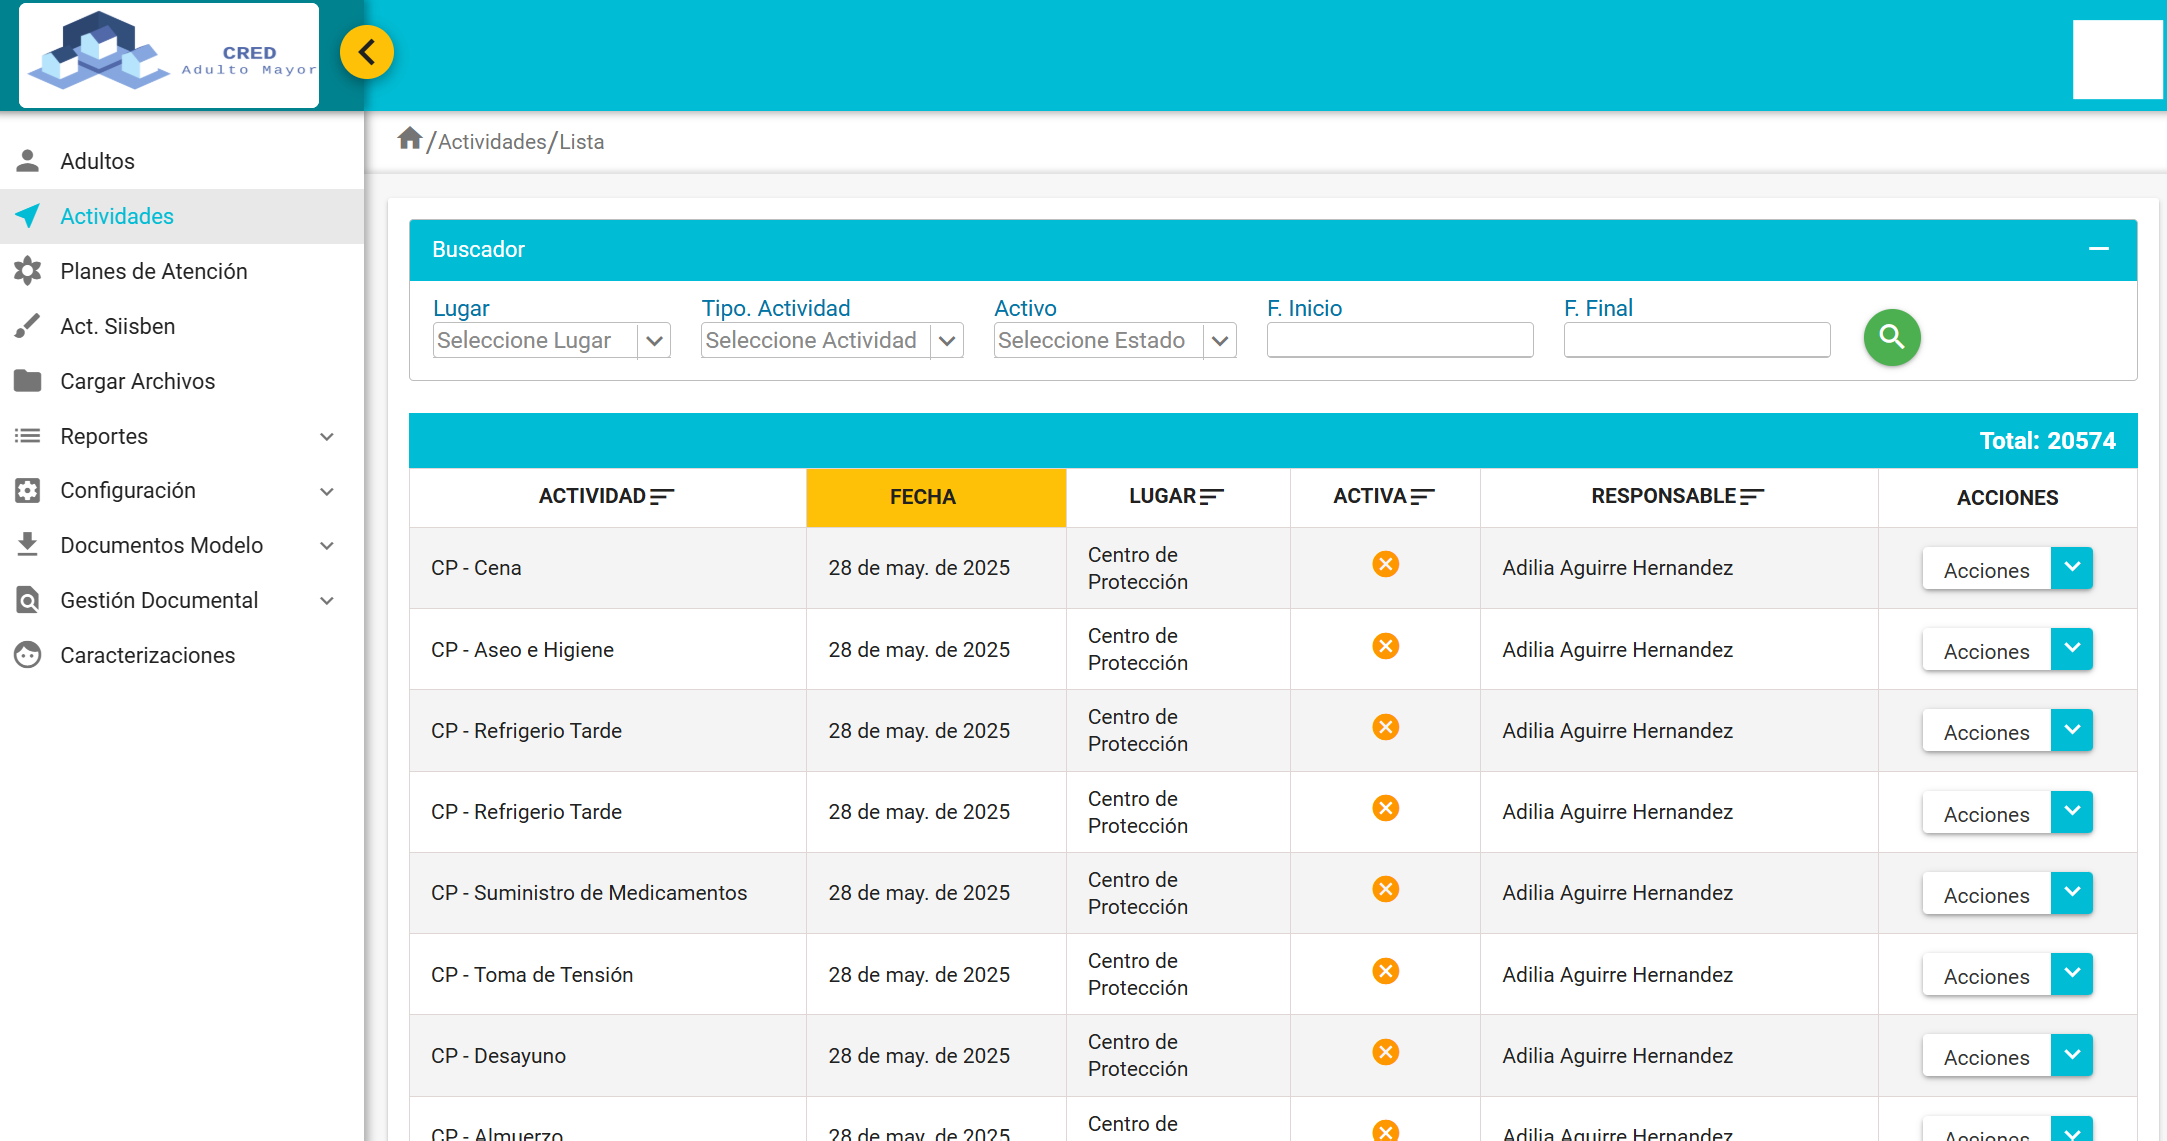 CRED
Adulto Mayor
/Actividades/Lista
Adultos
Actividades
Planes de Atención
Act. Siisben
Cargar Archivos
Reportes
Configuración
Documentos Modelo
Gestión Documental
Caracterizaciones
Buscador
Lugar Tipo. Actividad Activo F. Inicio F. Final
Seleccione Lugar Seleccione Actividad Seleccione Estado
Total: 20574
ACTIVIDAD FECHA LUGAR ACTIVA RESPONSABLE ACCIONES
CP - Cena 28 de may. de 2025 Centro de Protección Adilia Aguirre Hernandez Acciones
CP - Aseo e Higiene 28 de may. de 2025 Centro de Protección Adilia Aguirre Hernandez Acciones
CP - Refrigerio Tarde 28 de may. de 2025 Centro de Protección Adilia Aguirre Hernandez Acciones
CP - Refrigerio Tarde 28 de may. de 2025 Centro de Protección Adilia Aguirre Hernandez Acciones
CP - Suministro de Medicamentos 28 de may. de 2025 Centro de Protección Adilia Aguirre Hernandez Acciones
CP - Toma de Tensión 28 de may. de 2025 Centro de Protección Adilia Aguirre Hernandez Acciones
CP - Desayuno 28 de may. de 2025 Centro de Protección Adilia Aguirre Hernandez Acciones
CP - Almuerzo 28 de may. de 2025 Centro de Adilia Aguirre Hernandez Acciones